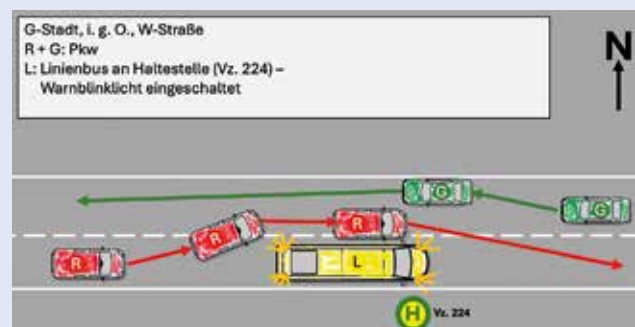 G-Stadt, i. g. O., W-Straße
R + G: Pkw
L: Linienbus an Haltestelle (Vz. 224) –
Warnblinklicht eingeschaltet
N
G
G
R
R
R
L
H Vz. 224